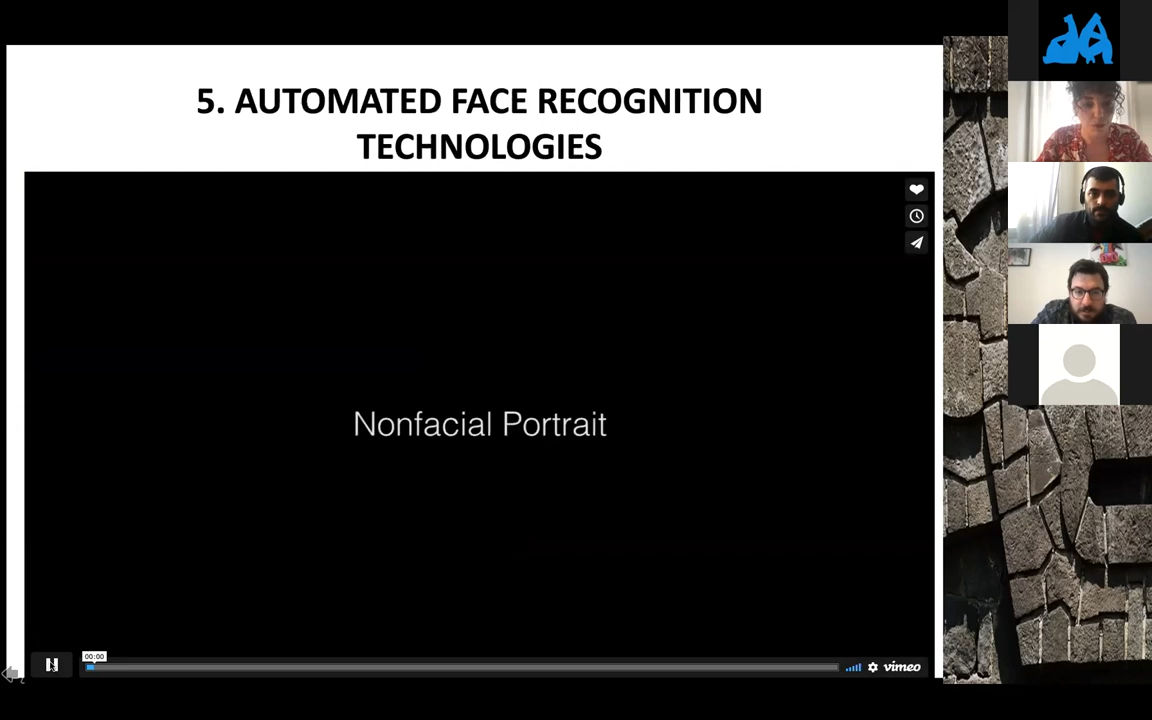 5. AUTOMATED FACE RECOGNITION
TECHNOLOGIES
Nonfacial Portrait
00:00
vimeo